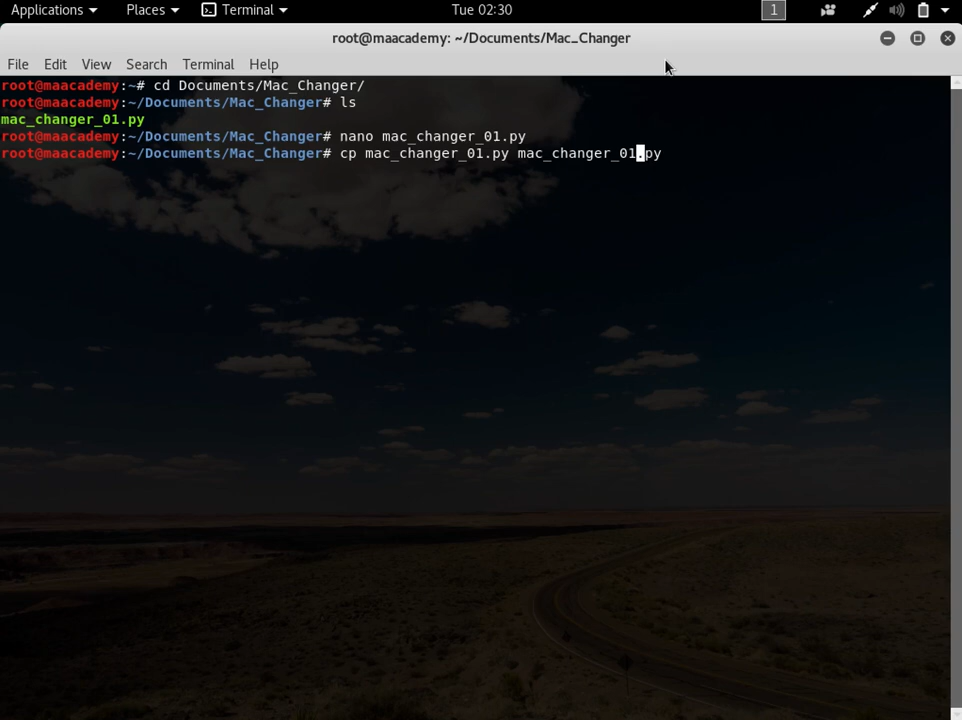 Applications Places Terminal Tue 02:30 1
root@maacademy: ~/Documents/Mac_Changer
File Edit View Search Terminal Help
root@maacademy:~# cd Documents/Mac_Changer/
root@maacademy:~/Documents/Mac_Changer# ls
mac_changer_01.py
root@maacademy:~/Documents/Mac_Changer# nano mac_changer_01.py
root@maacademy:~/Documents/Mac_Changer# cp mac_changer_01.py mac_changer_01.py